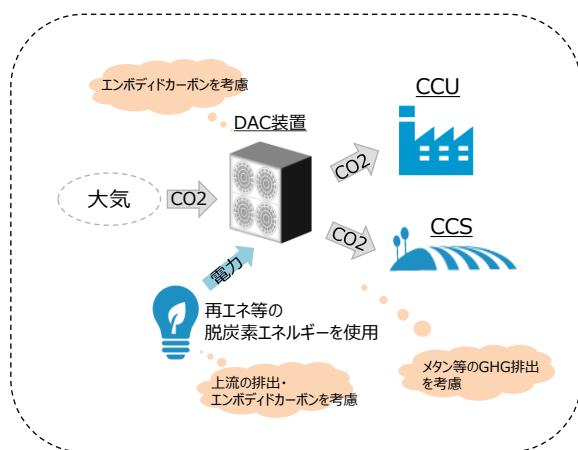 エンボディドカーボンを考慮
DAC装置
CCU
大気
CO2
CO2
CO2
CCS
電力
再エネ等の
脱炭素エネルギーを使用
上流の排出・
エンボディドカーボンを考慮
メタン等のGHG排出
を考慮